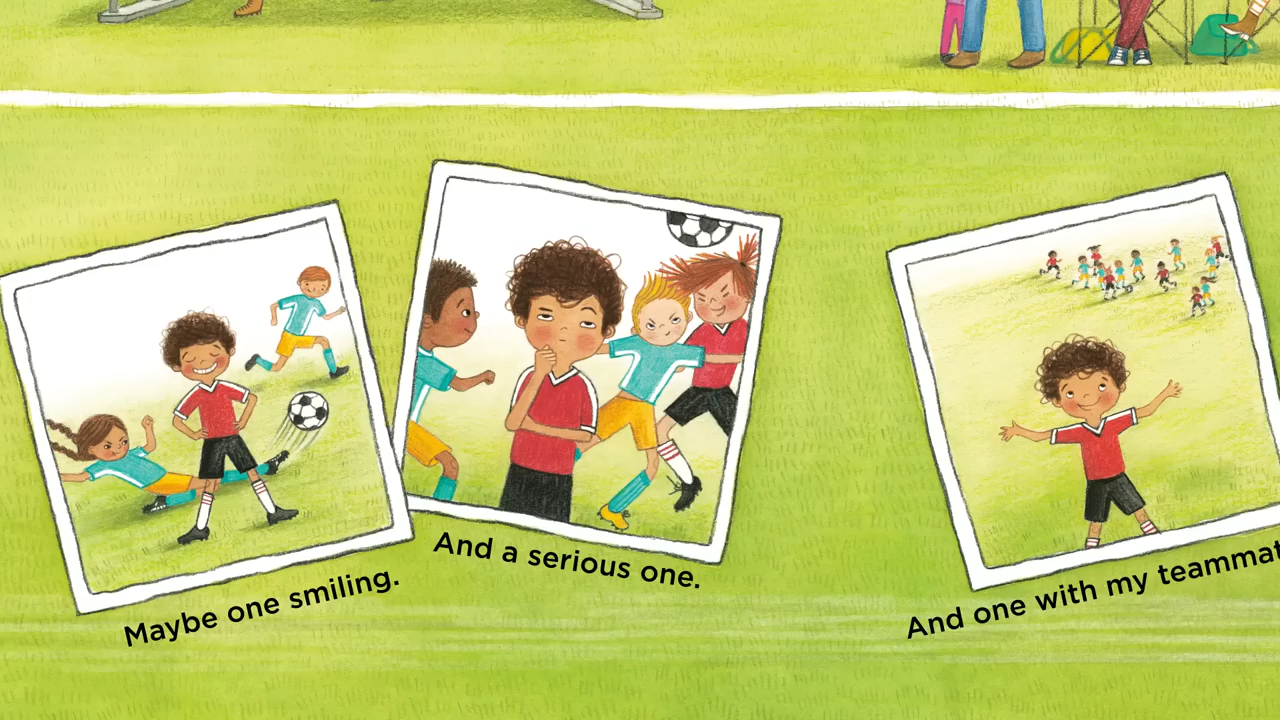 Maybe one smiling.
And a serious one.
And one with my